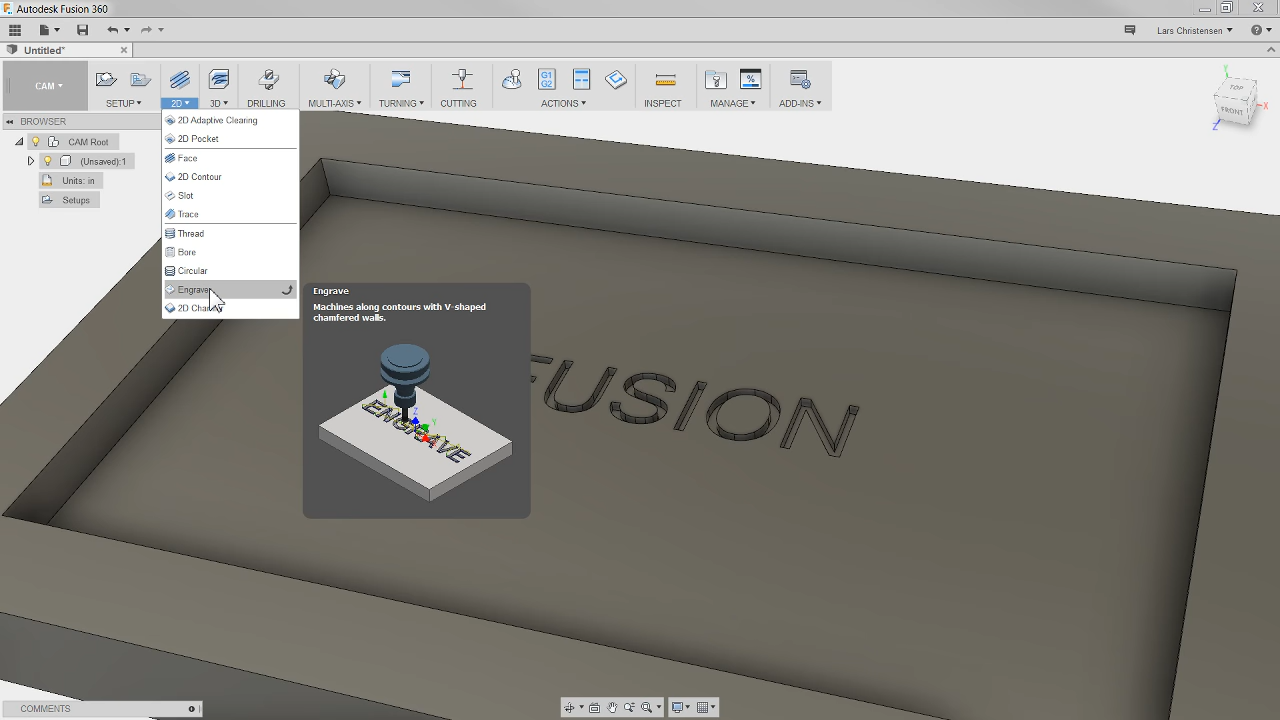 Autodesk Fusion 360
Lars Christensen
Untitled*
CAM
SETUP
2D
3D
DRILLING
MULTI-AXIS
TURNING
CUTTING
G1
G2
ACTIONS
INSPECT
MANAGE
ADD-INS
BROWSER
CAM Root
(Unsaved):1
Units: in
Setups
2D Adaptive Clearing
2D Pocket
Face
2D Contour
Slot
Trace
Thread
Bore
Circular
Engrave
2D
Engrave
Machines along contours with V-shaped
chamfered walls.
ENGRAVE
Z
Y
FUSION
Y
TOP
FRONT
X
Z
COMMENTS